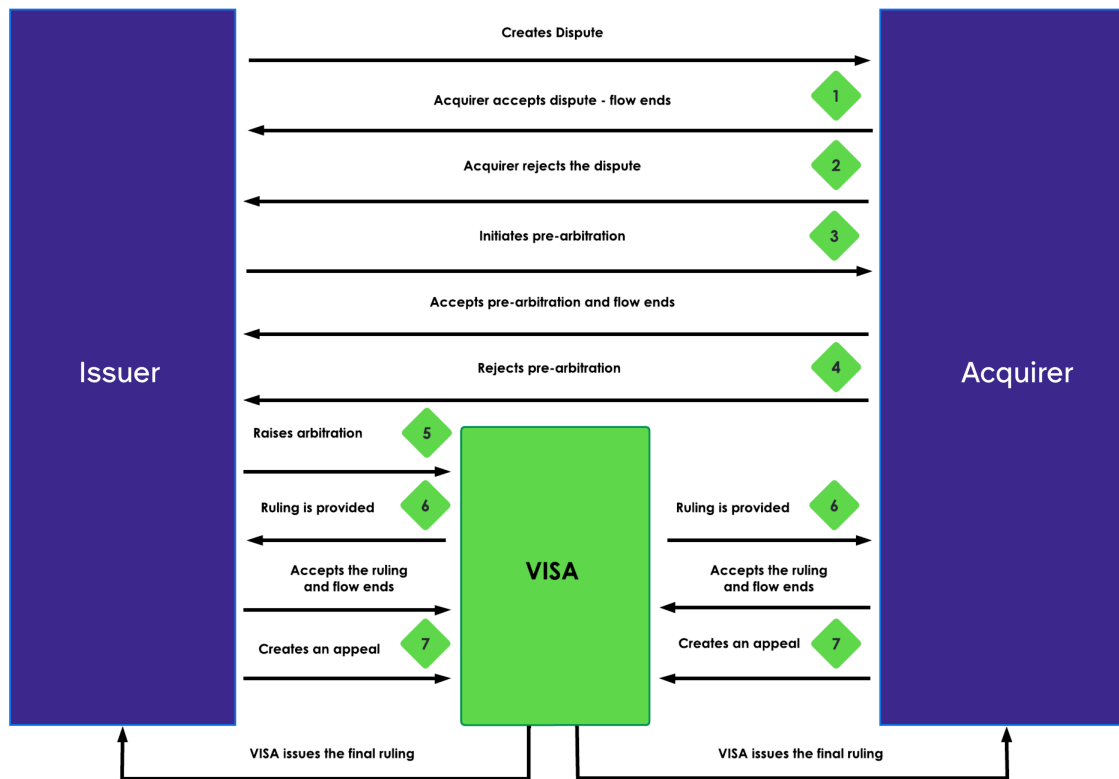 Creates Dispute
1
Acquirer accepts dispute - flow ends
2
Acquirer rejects the dispute
3
Initiates pre-arbitration
Accepts pre-arbitration and flow ends
Issuer
Acquirer
4
Rejects pre-arbitration
5
Raises arbitration
6
Ruling is provided
6
Ruling is provided
VISA
Accepts the ruling
and flow ends
Accepts the ruling
and flow ends
7
Creates an appeal
7
Creates an appeal
VISA issues the final ruling
VISA issues the final ruling